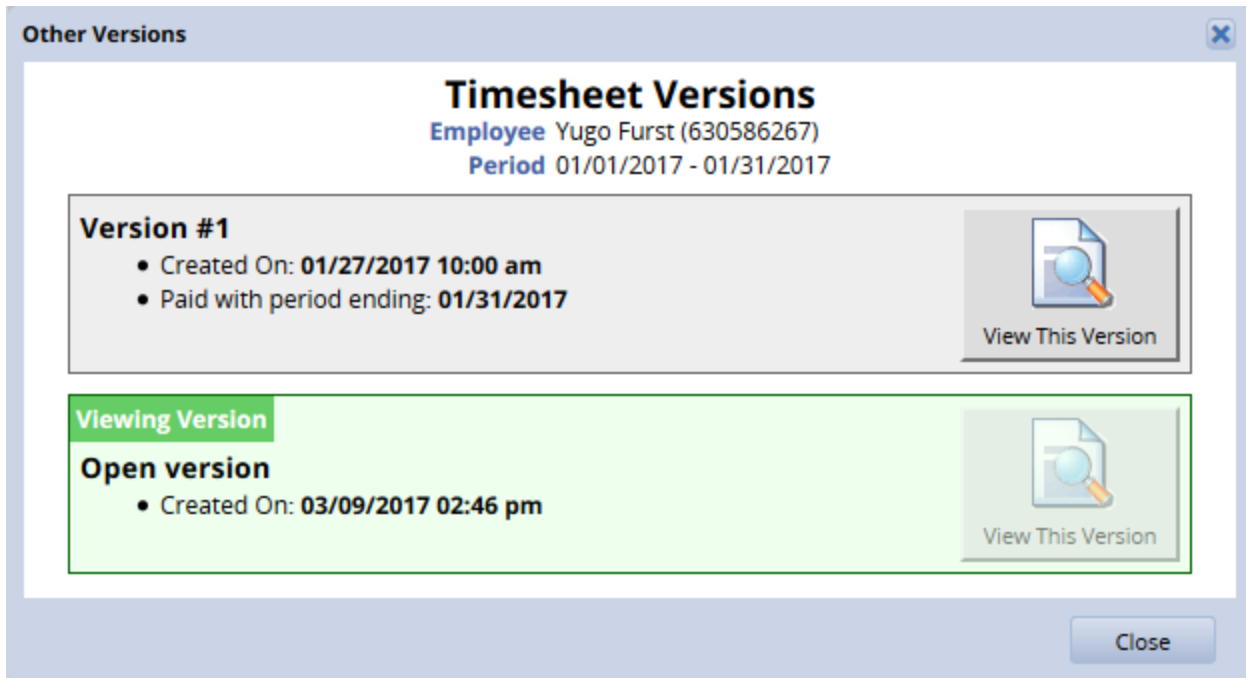 Other Versions
Timesheet Versions
Employee Yugo Furst (630586267)
Period 01/01/2017 - 01/31/2017
Version #1
• Created On: 01/27/2017 10:00 am
• Paid with period ending: 01/31/2017
View This Version
Viewing Version
Open version
• Created On: 03/09/2017 02:46 pm
View This Version
Close